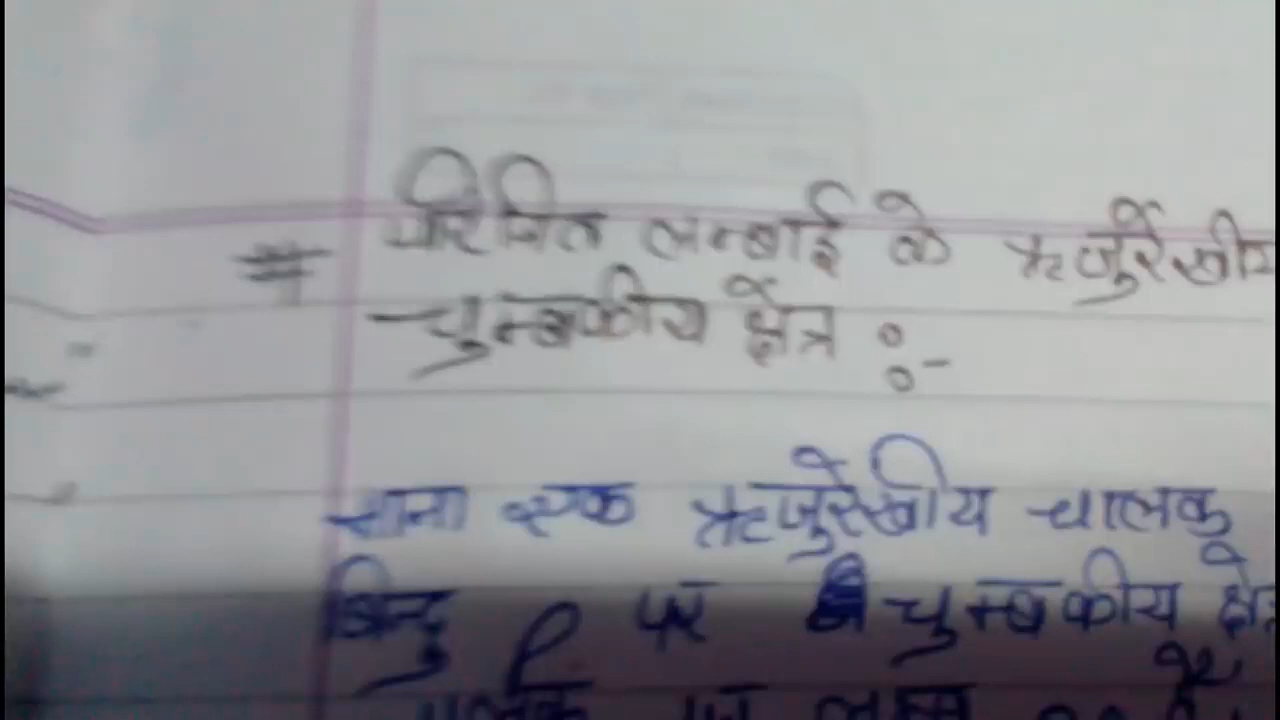 # परिमित लम्बाई के ऋजुरेखीय
चुम्बकीय क्षेत्र :-
माना एक ऋजुरेखीय चालक
बिन्दु P पर चुम्बकीय क्षेत्र